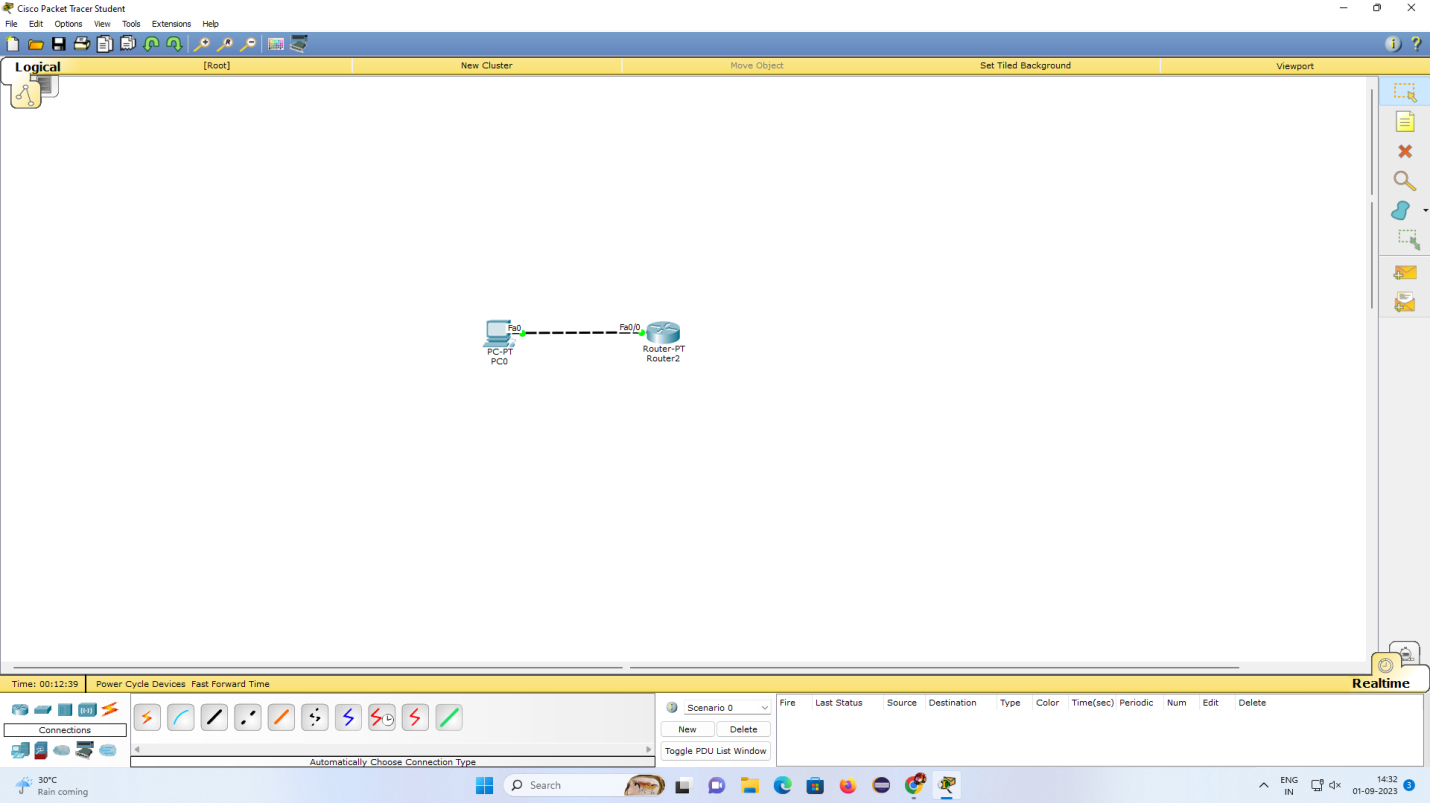 Cisco Packet Tracer Student
File Edit Options View Tools Extensions Help
Logical [Root] New Cluster Move Object Set Tiled Background Viewport
Fa0 Fa0/0
PC-PT
PC0
Router-PT
Router2
Time: 00:12:39 Power Cycle Devices Fast Forward Time
Realtime
Connections
Automatically Choose Connection Type
Scenario 0
New Delete
Toggle PDU List Window
Fire Last Status Source Destination Type Color Time(sec) Periodic Num Edit Delete
30°C
Rain coming
Search
ENG
IN
14:32
01-09-2023
3